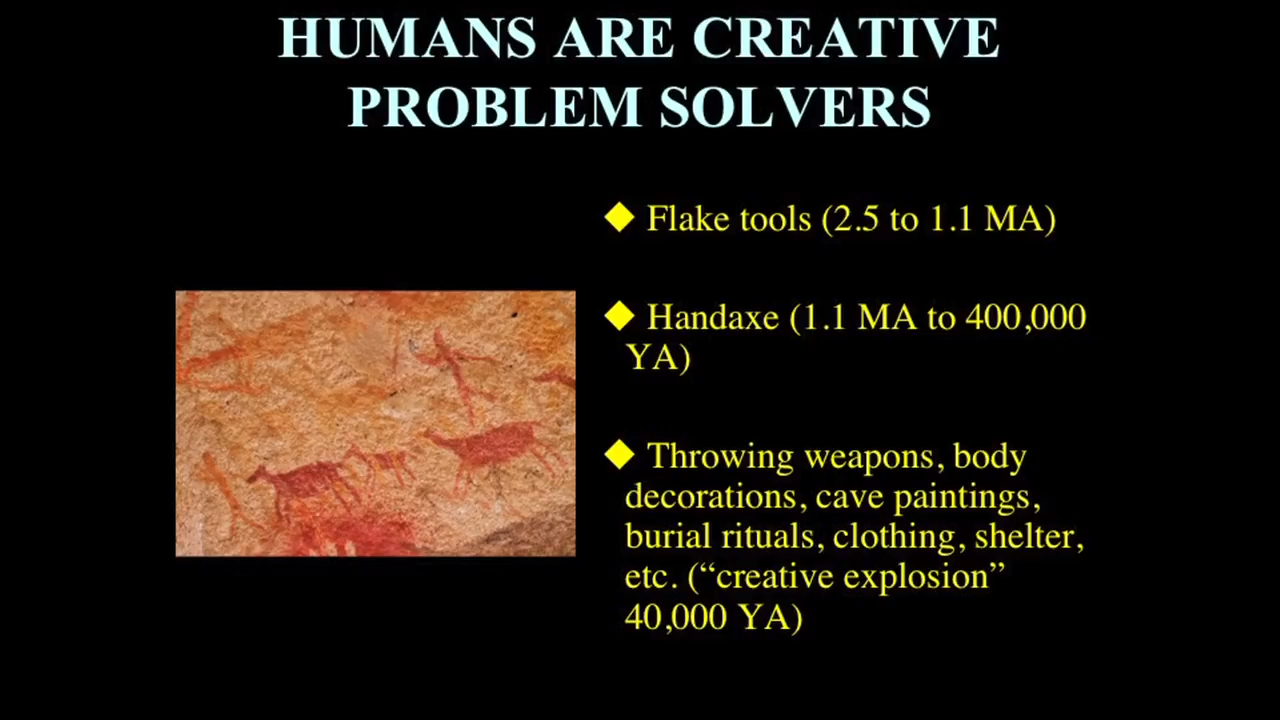 HUMANS ARE CREATIVE
PROBLEM SOLVERS
◆ Flake tools (2.5 to 1.1 MA)
◆ Handaxe (1.1 MA to 400,000
YA)
◆ Throwing weapons, body
decorations, cave paintings,
burial rituals, clothing, shelter,
etc. (“creative explosion”
40,000 YA)